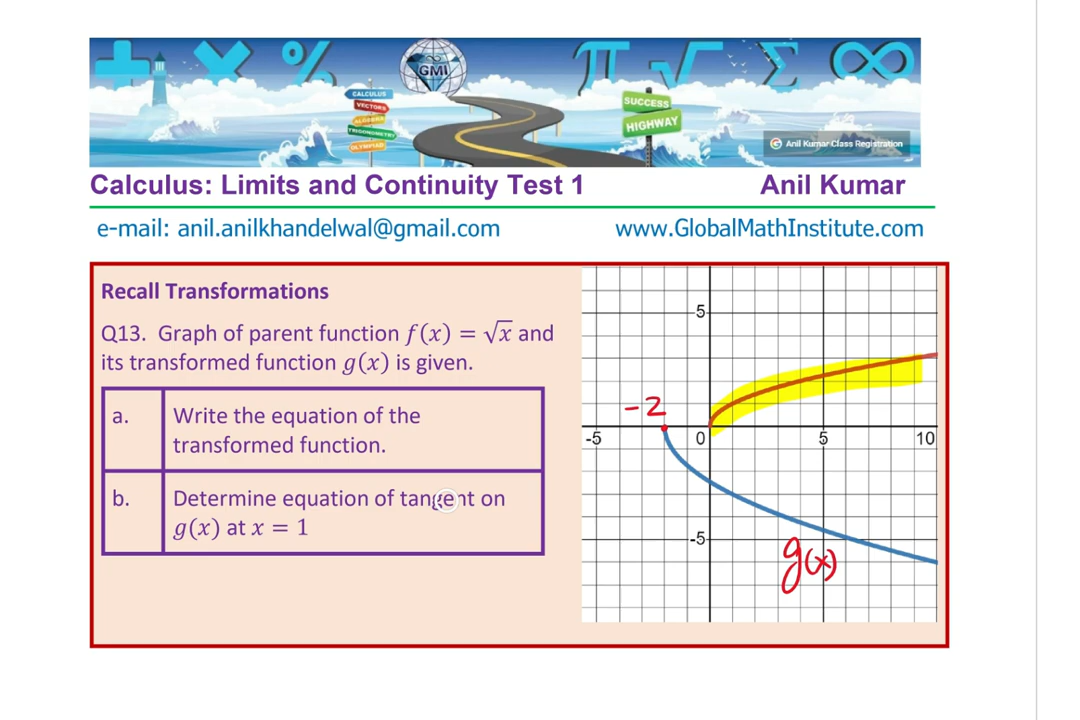 GMI
CALCULUS
VECTORS
ALGEBRA
TRIGONOMETRY
OLYMPIAD
SUCCESS
HIGHWAY
Anil Kumar Class Registration
Calculus: Limits and Continuity Test 1 Anil Kumar
e-mail: anil.anilkhandelwal@gmail.com www.GlobalMathInstitute.com
Recall Transformations
Q13. Graph of parent function f(x) = √x and
its transformed function g(x) is given.
a. Write the equation of the
transformed function.
b. Determine equation of tangent on
g(x) at x = 1
5
-2
-5 0 5 10
-5
g(x)